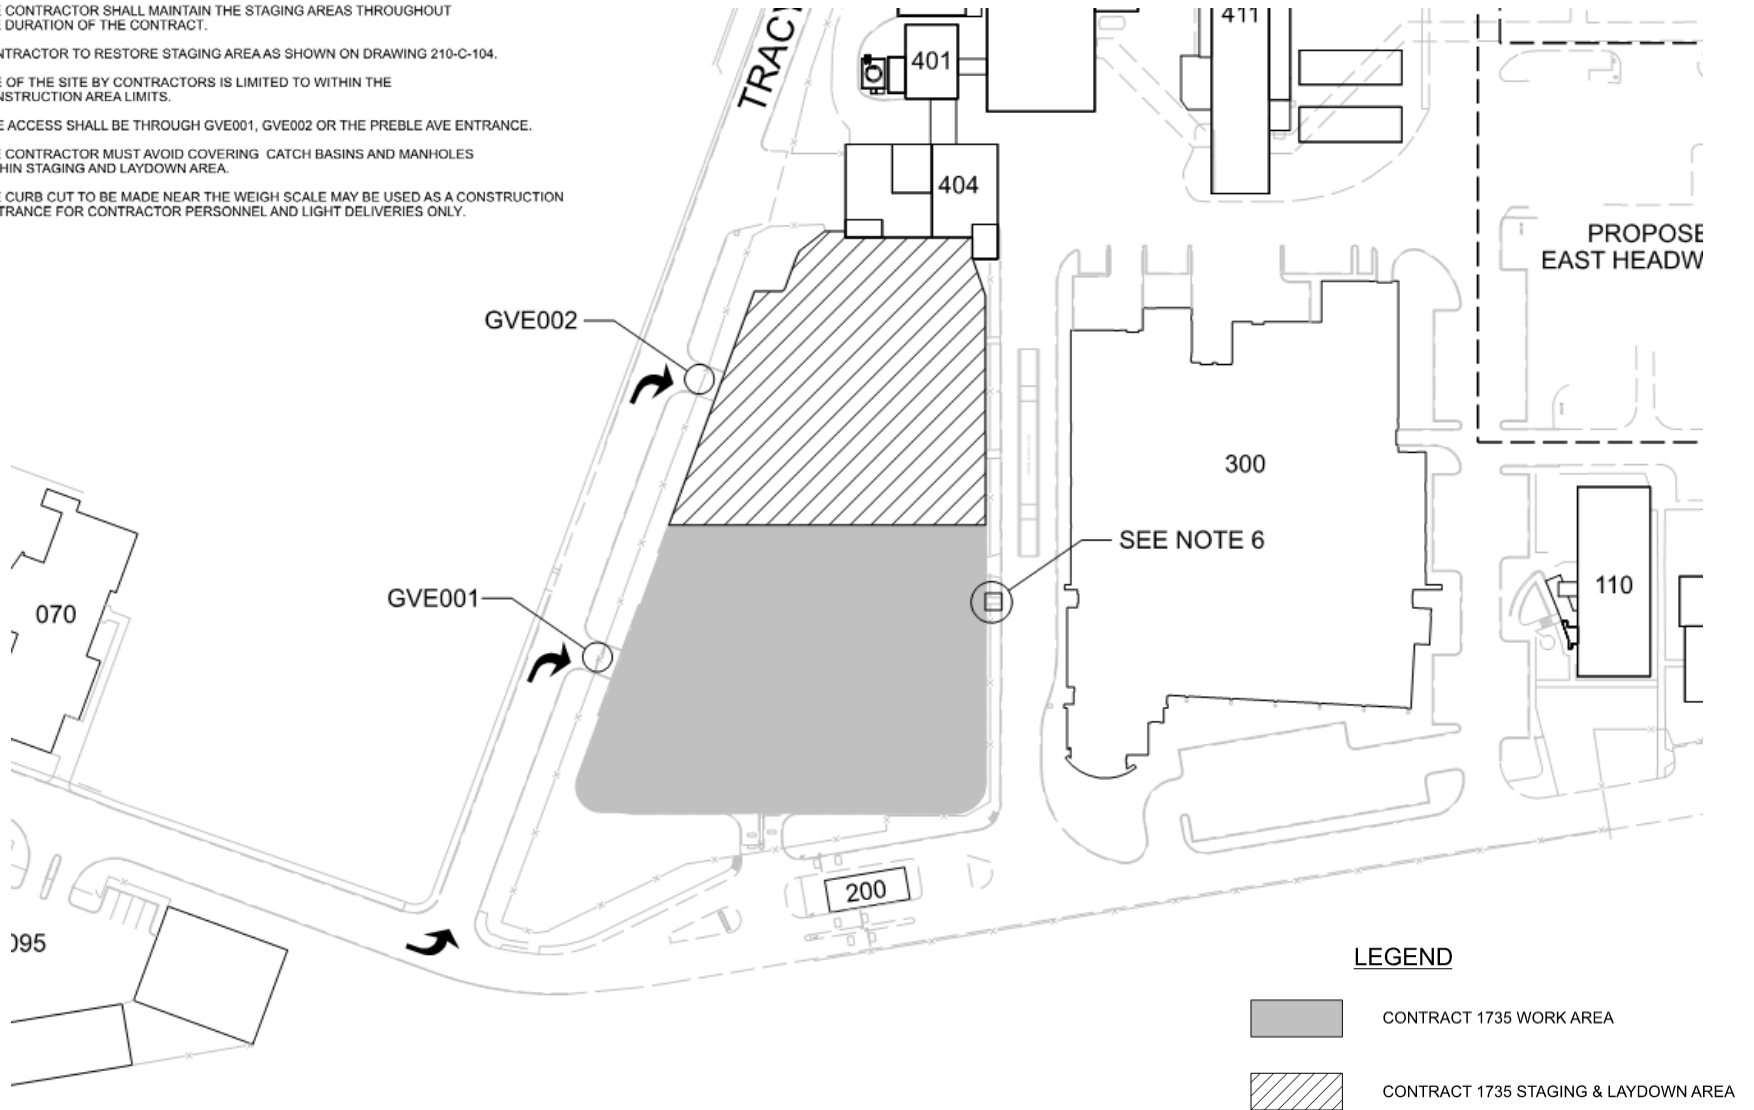 E CONTRACTOR SHALL MAINTAIN THE STAGING AREAS THROUGHOUT
E DURATION OF THE CONTRACT.
NTRACTOR TO RESTORE STAGING AREA AS SHOWN ON DRAWING 210-C-104.
E OF THE SITE BY CONTRACTORS IS LIMITED TO WITHIN THE
NSTRUCTION AREA LIMITS.
E ACCESS SHALL BE THROUGH GVE001, GVE002 OR THE PREBLE AVE ENTRANCE.
E CONTRACTOR MUST AVOID COVERING CATCH BASINS AND MANHOLES
HIN STAGING AND LAYDOWN AREA.
E CURB CUT TO BE MADE NEAR THE WEIGH SCALE MAY BE USED AS A CONSTRUCTION
TRANCE FOR CONTRACTOR PERSONNEL AND LIGHT DELIVERIES ONLY.
TRAC
401
411
404
PROPOSE
EAST HEADW
GVE002
300
SEE NOTE 6
GVE001
070
110
200
095
LEGEND
CONTRACT 1735 WORK AREA
CONTRACT 1735 STAGING & LAYDOWN AREA